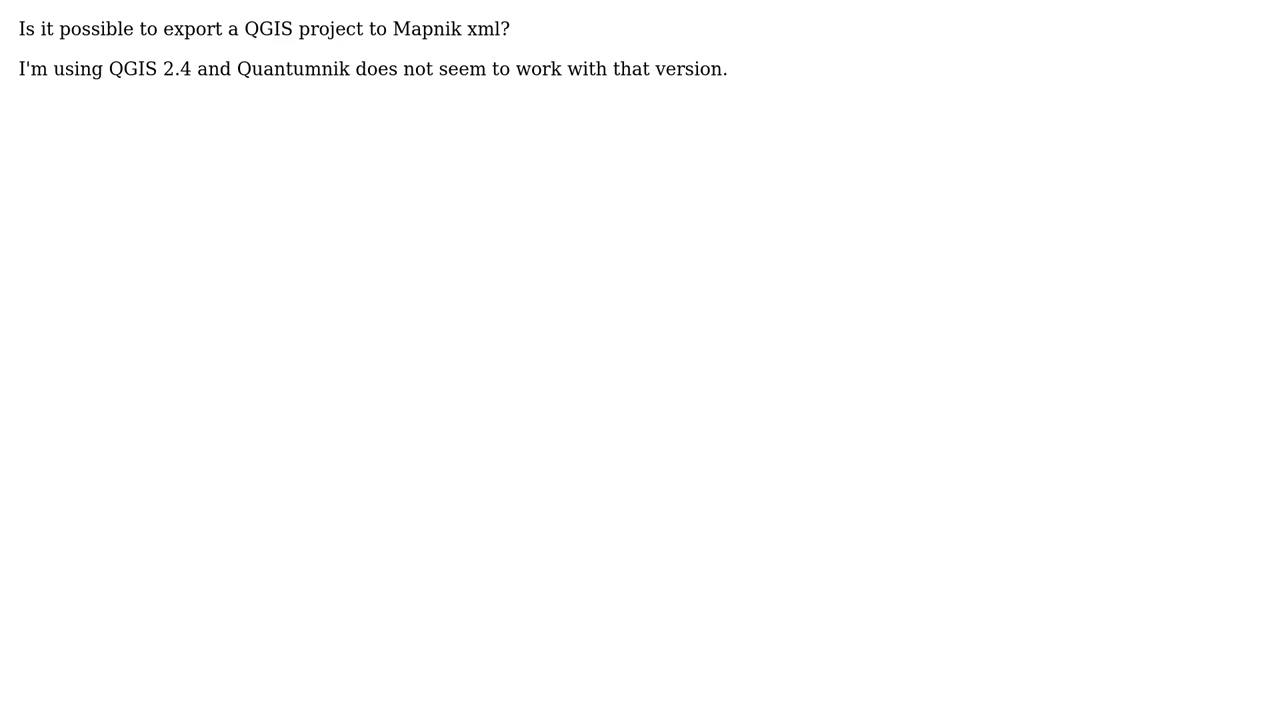 Is it possible to export a QGIS project to Mapnik xml?
I'm using QGIS 2.4 and Quantumnik does not seem to work with that version.